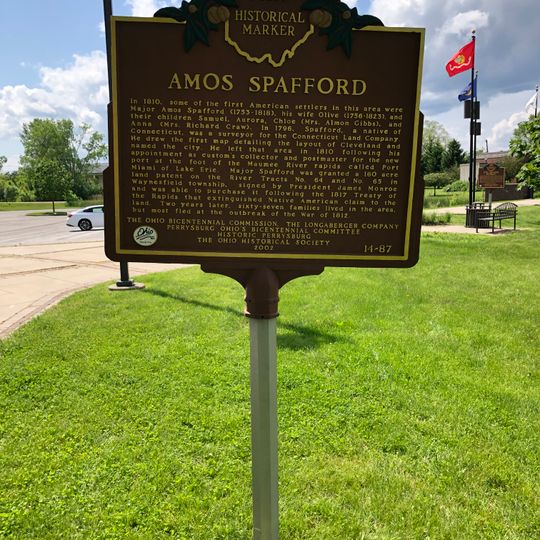 HISTORICAL
MARKER
AMOS SPAFFORD
In 1810, some of the first American settlers in this area were
Major Amos Spafford (1753-1818), his wife Olive (1756-1823), and
their children Samuel, Aurora, Chloe (Mrs. Almon Gibbs), and
Anna (Mrs. Richard Craw). In 1796, Spafford, a native of
Connecticut, was a surveyor for the Connecticut Land Company
He drew the first map detailing the layout of Cleveland and
named the city. He left that area in 1810 following his
appointment as custom's collector and postmaster for the new
port at the foot of the Maumee River rapids called Port
Miami of Lake Erie. Major Spafford was granted a 160 acre
land patent on the River Tracts No. 64 and No. 65 in
Waynesfield township, signed by President James Monroe
and was able to purchase it following the 1817 Treaty of
the Rapids that extinguished Native American claim to the
land. Two years later, sixty-seven families lived in the area,
but most fled at the outbreak of the War of 1812.
THE OHIO BICENTENNIAL COMMISSION, THE LONGABERGER COMPANY
PERRYSBURG OHIO'S BICENTENNIAL COMMITTEE
HISTORIC PERRYSBURG
THE OHIO HISTORICAL SOCIETY
2002
14-87
Ohio